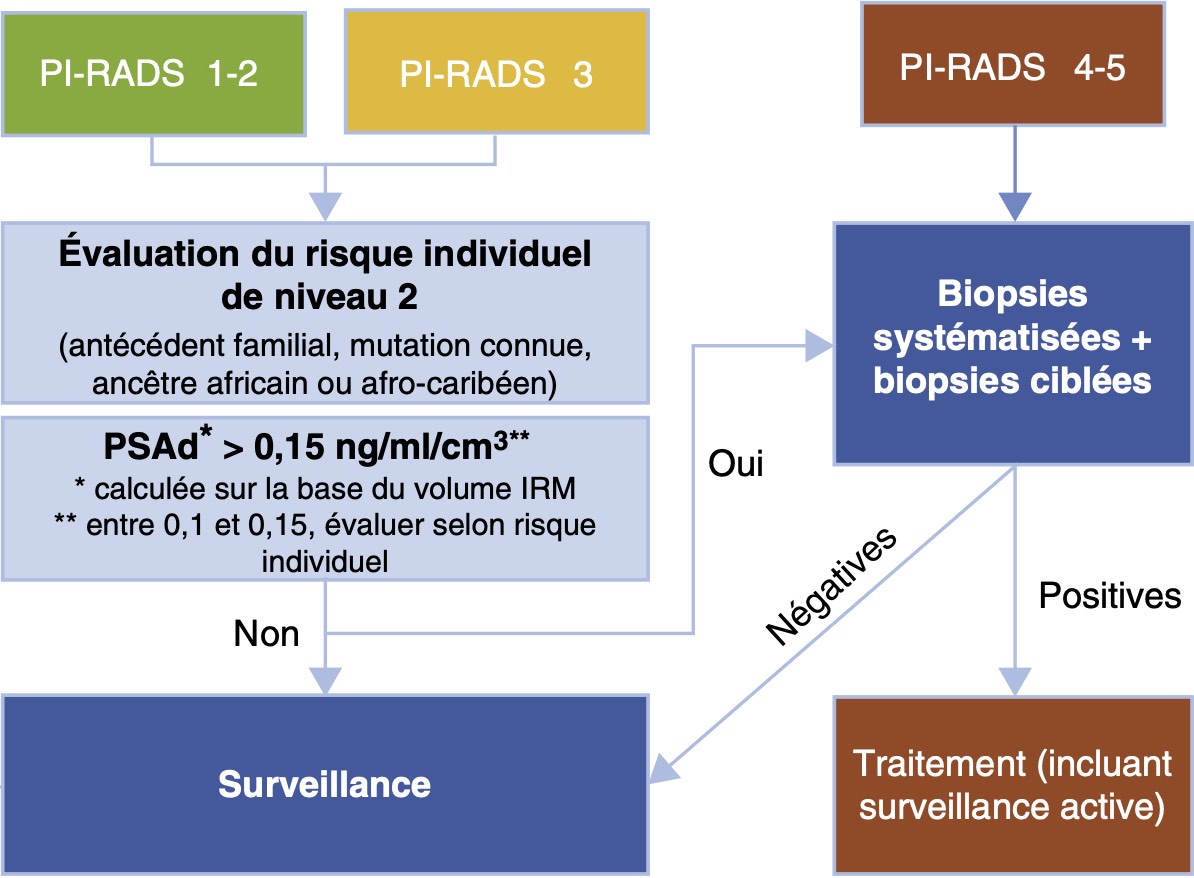 PI-RADS 1-2
PI-RADS 3
PI-RADS 4-5
Évaluation du risque individuel
de niveau 2
(antécédent familial, mutation connue,
ancêtre africain ou afro-caribéen)
PSAd* > 0,15 ng/ml/cm³**
* calculée sur la base du volume IRM
** entre 0,1 et 0,15, évaluer selon risque
individuel
Biopsies
systématisées +
biopsies ciblées
Oui
Non
Négatives
Positives
Surveillance
Traitement (incluant
surveillance active)